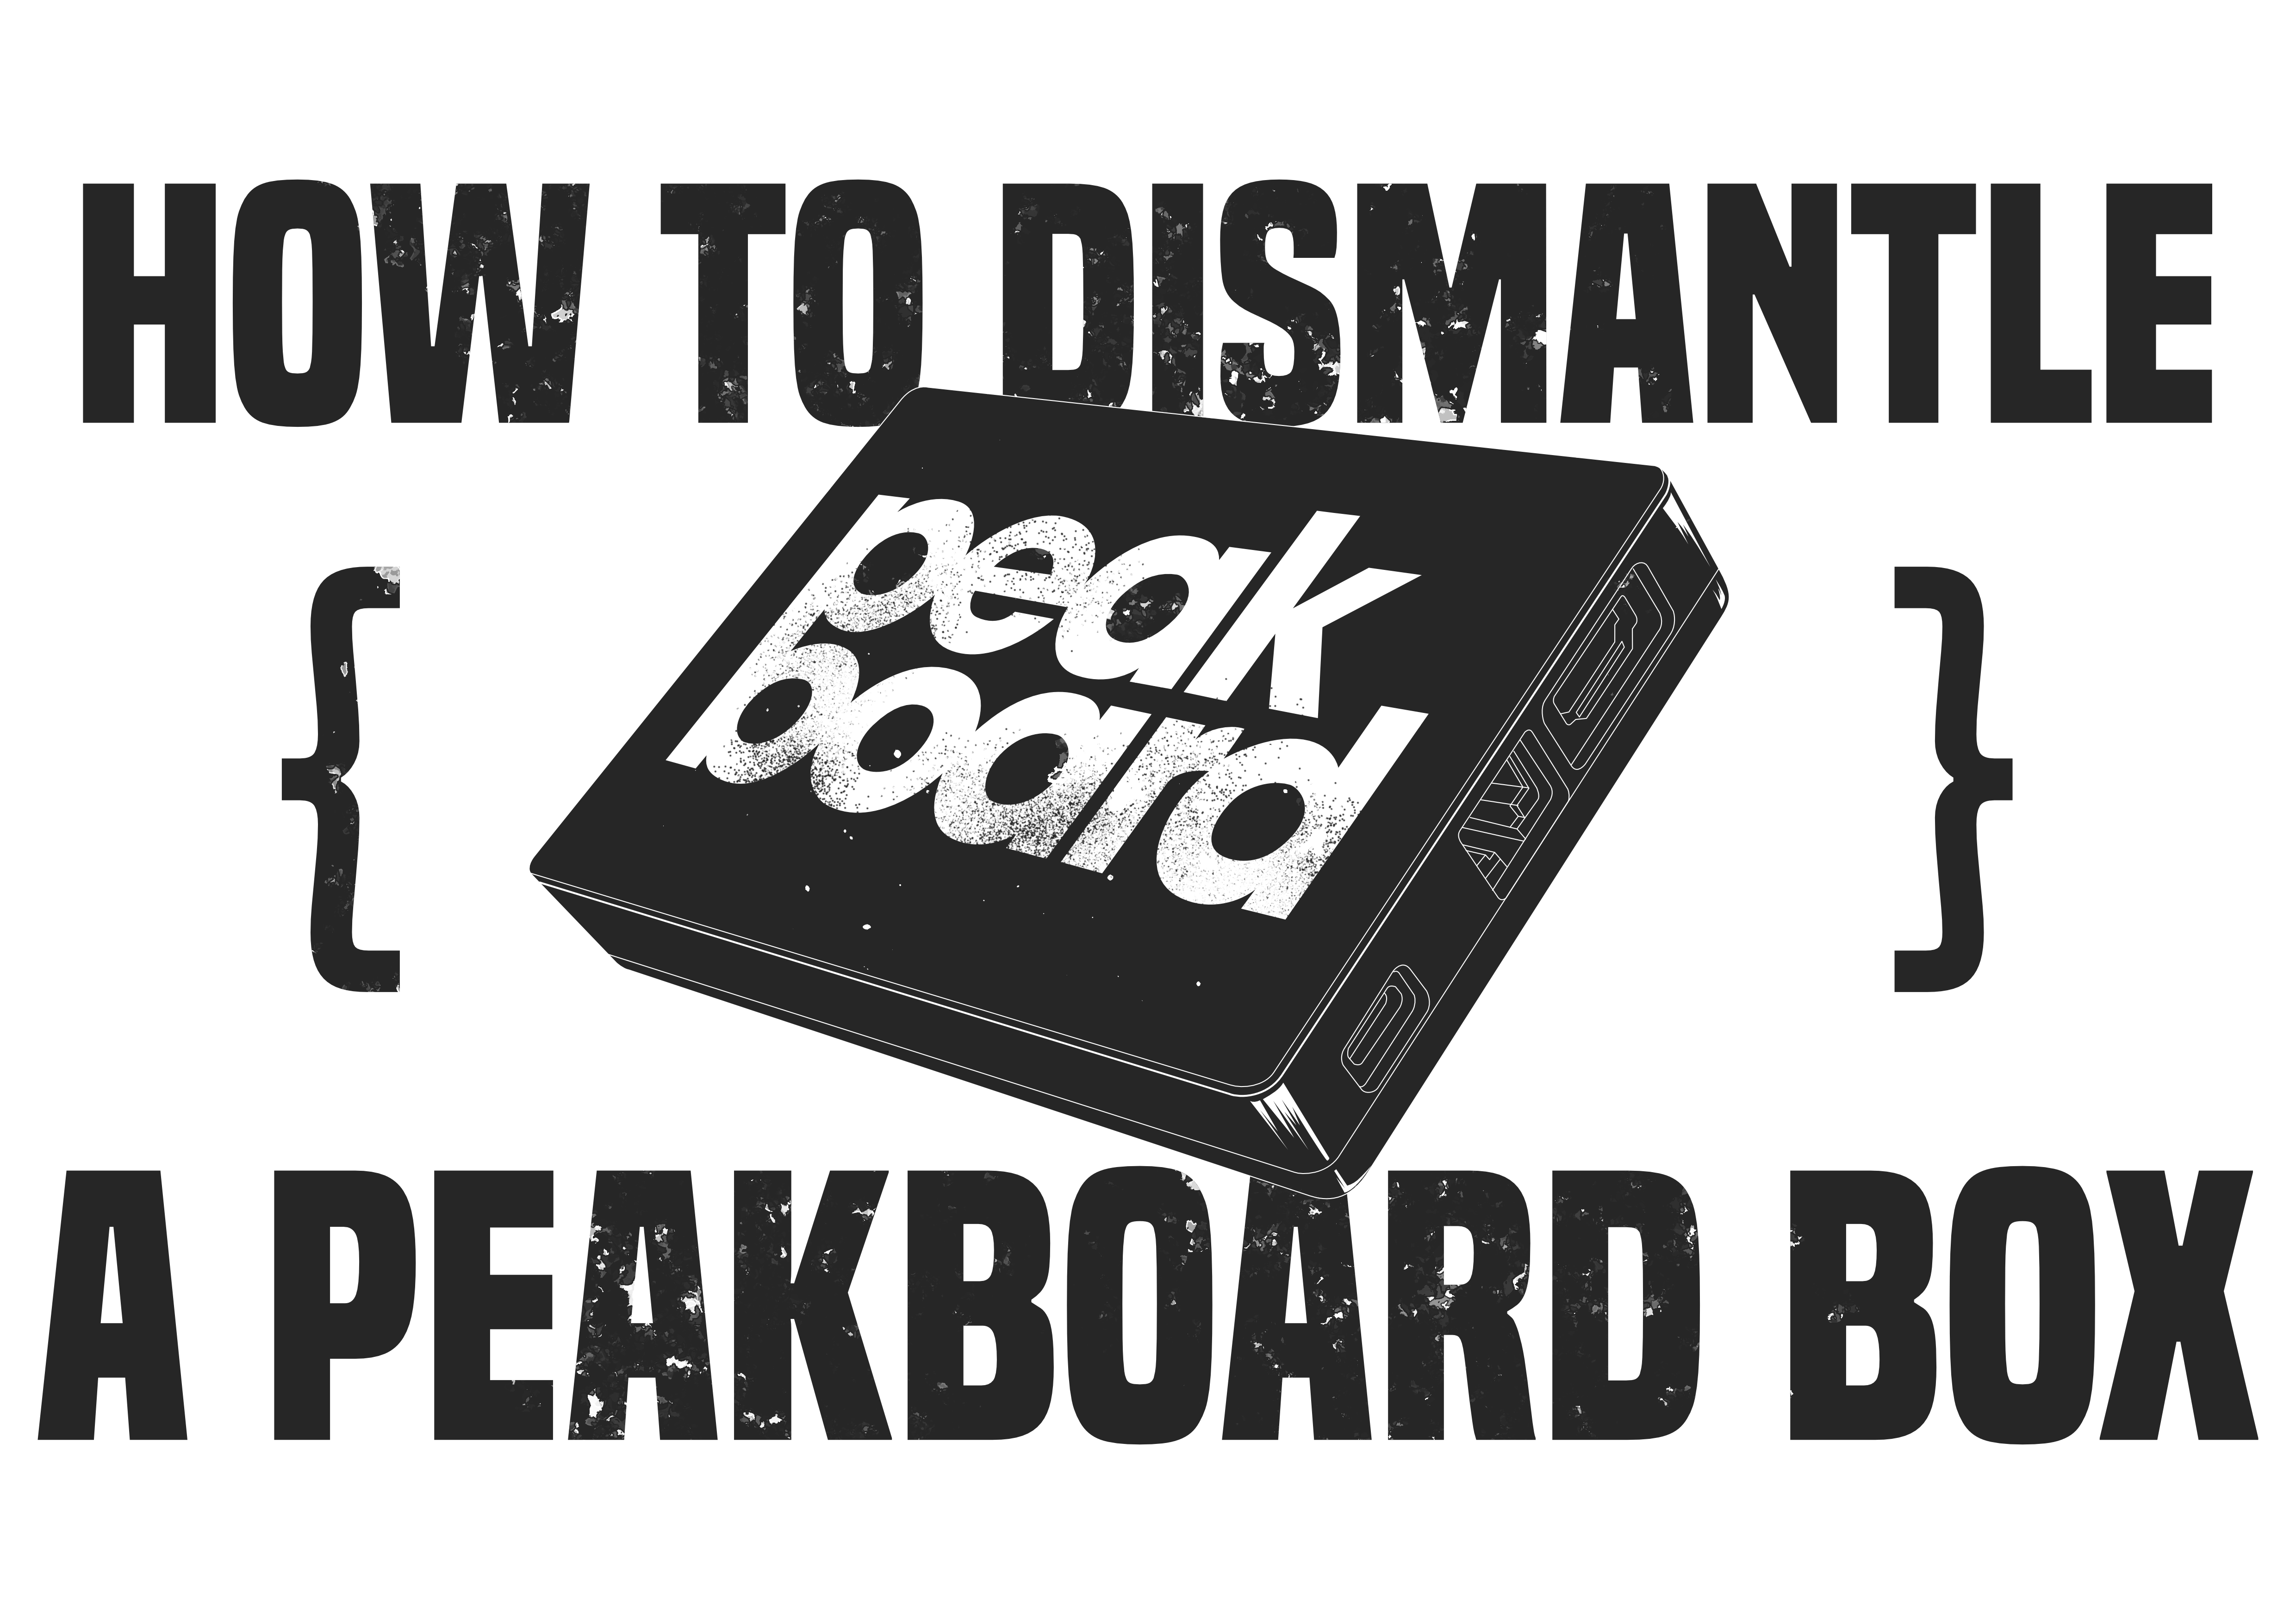 HOW TO DISMANTLE
{ }
peak
board
A PEAKBOARD BOX